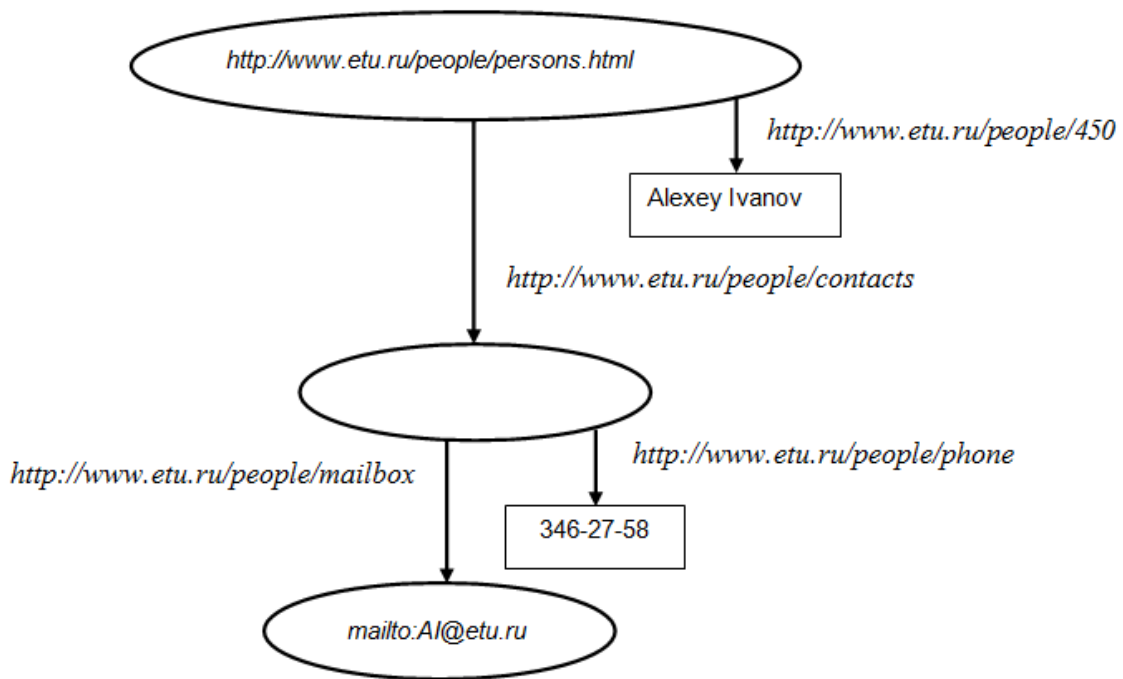 http://www.etu.ru/people/persons.html
http://www.etu.ru/people/450
Alexey Ivanov
http://www.etu.ru/people/contacts
http://www.etu.ru/people/phone
http://www.etu.ru/people/mailbox
346-27-58
mailto:AI@etu.ru